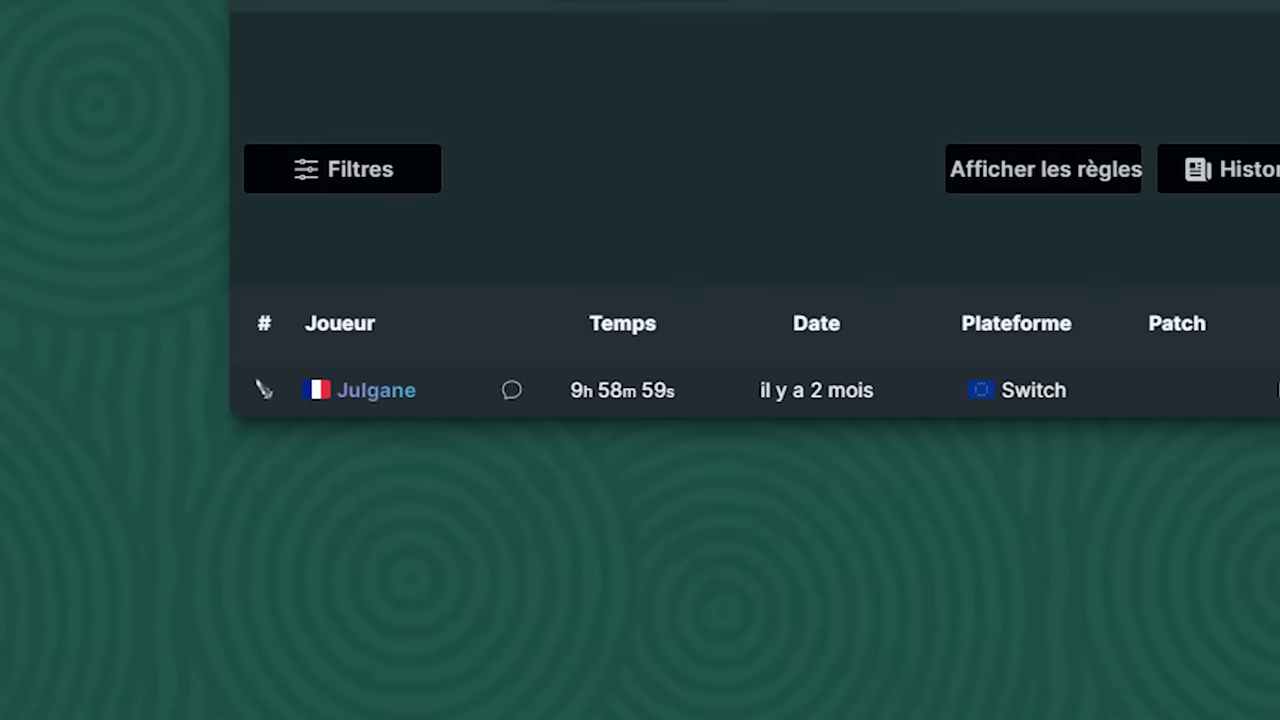 Filtres
Afficher les règles
Histor
# Joueur Temps Date Plateforme Patch
Julgane 9h 58m 59s il y a 2 mois Switch